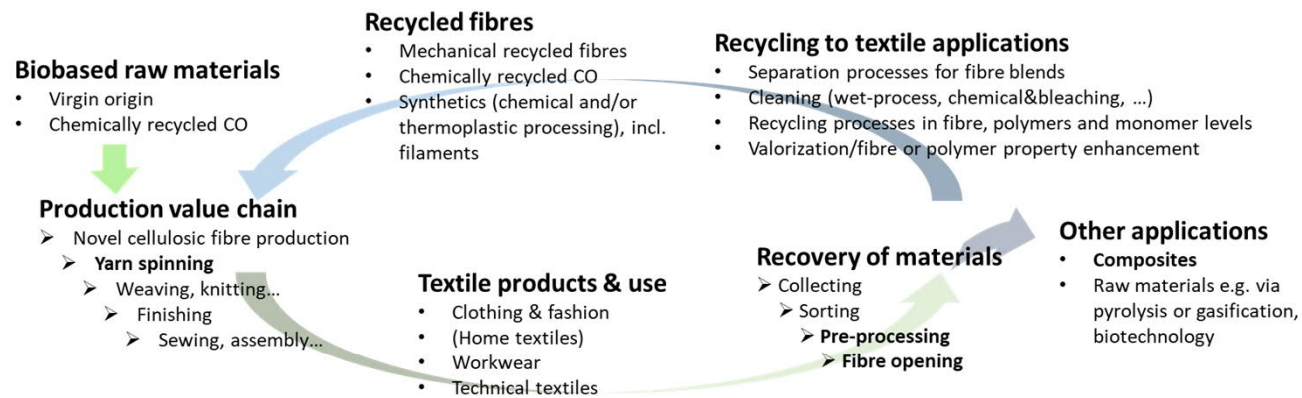 Biobased raw materials
• Virgin origin
• Chemically recycled CO
Recycled fibres
• Mechanical recycled fibres
• Chemically recycled CO
• Synthetics (chemical and/or
thermoplastic processing), incl.
filaments
Recycling to textile applications
• Separation processes for fibre blends
• Cleaning (wet-process, chemical&bleaching, …)
• Recycling processes in fibre, polymers and monomer levels
• Valorization/fibre or polymer property enhancement
Production value chain
➢ Novel cellulosic fibre production
➢ Yarn spinning
➢ Weaving, knitting…
➢ Finishing
➢ Sewing, assembly…
Textile products & use
• Clothing & fashion
• (Home textiles)
• Workwear
• Technical textiles
Recovery of materials
➢ Collecting
➢ Sorting
➢ Pre-processing
➢ Fibre opening
Other applications
• Composites
• Raw materials e.g. via
pyrolysis or gasification,
biotechnology